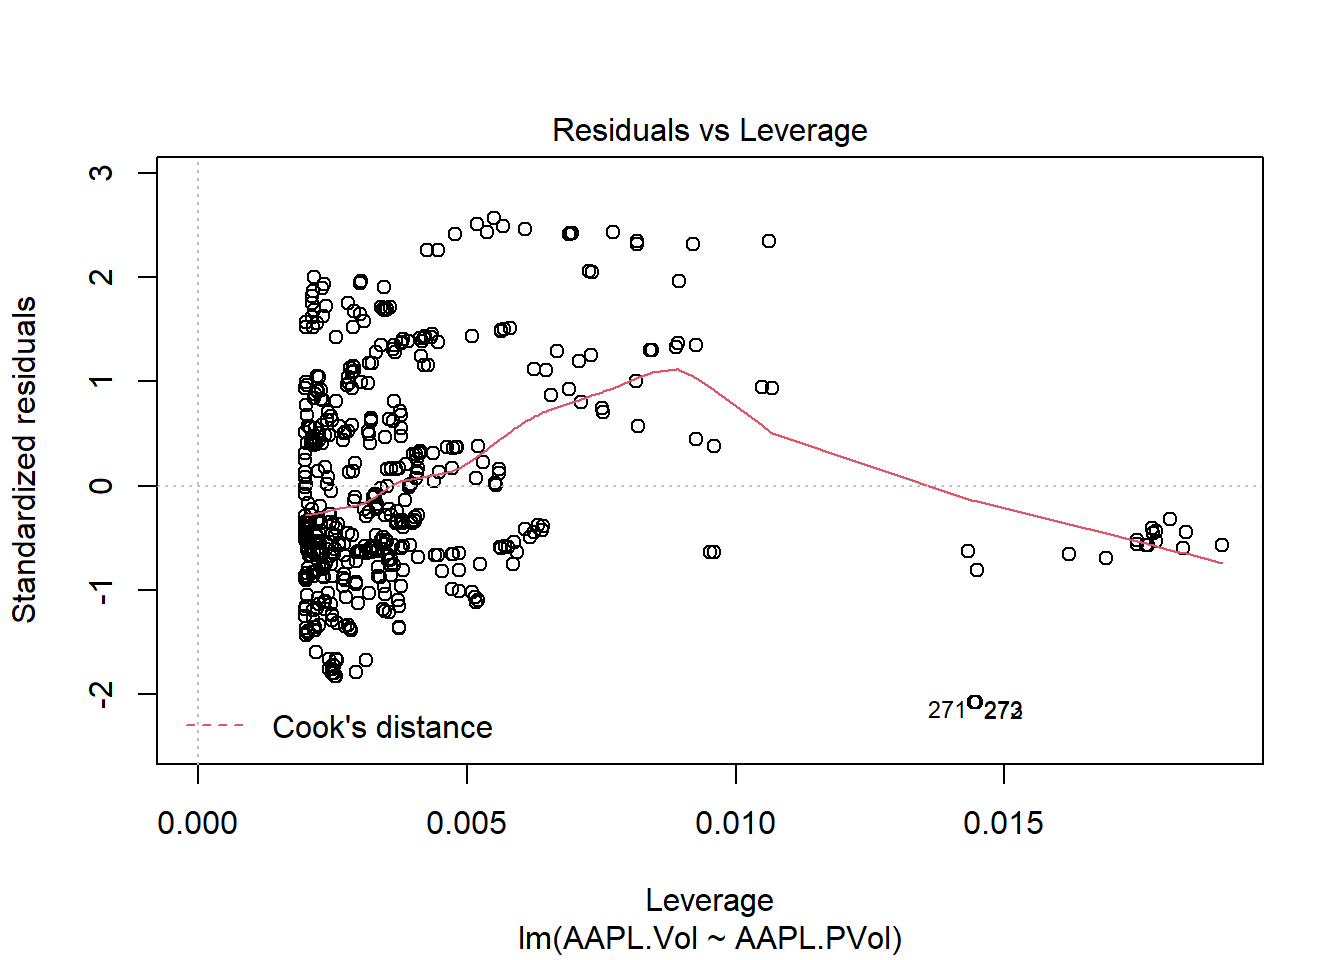 Residuals vs Leverage
Standardized residuals
3
2
1
0
-1
-2
Cook's distance
271
273
0.000 0.005 0.010 0.015
Leverage
lm(AAPL.Vol ~ AAPL.PVol)